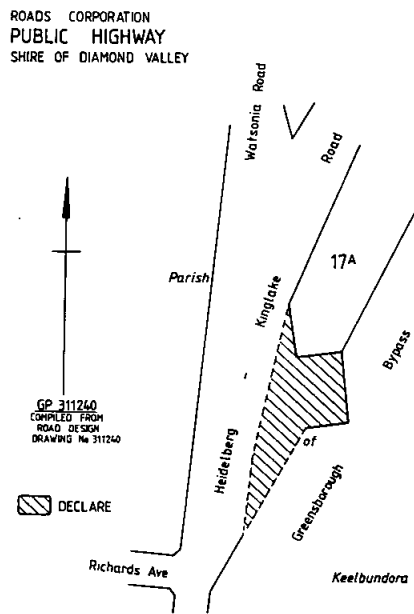 ROADS CORPORATION
PUBLIC HIGHWAY
SHIRE OF DIAMOND VALLEY
Watsonia Road
Road
17A
Parish
Kinglake
Bypass
GP 311240
COMPILED FROM
ROAD DESIGN
DRAWING No 311240
Heidelberg
of
Greensborough
DECLARE
Richards Ave
Keelbundora